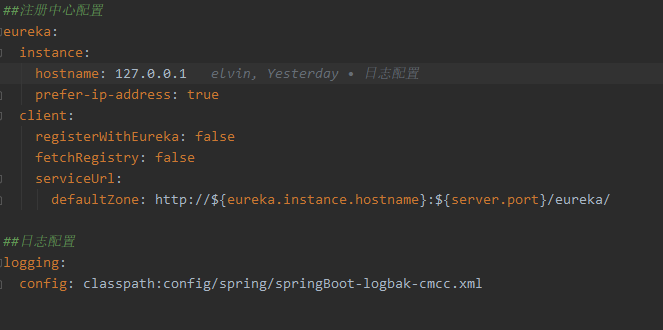 ##注册中心配置
eureka:
  instance:
    hostname: 127.0.0.1   elvin, Yesterday • 日志配置
    prefer-ip-address: true
  client:
    registerWithEureka: false
    fetchRegistry: false
    serviceUrl:
      defaultZone: http://${eureka.instance.hostname}:${server.port}/eureka/
##日志配置
logging:
  config: classpath:config/spring/springBoot-logbak-cmcc.xml